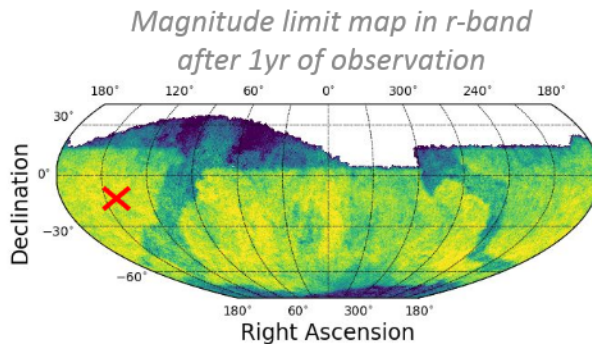 Magnitude limit map in r-band
after 1yr of observation
180° 120° 60° 0° 300° 240° 180°
30°
0°
−30°
−60°
Declination
180° 60° 300° 180°
Right Ascension